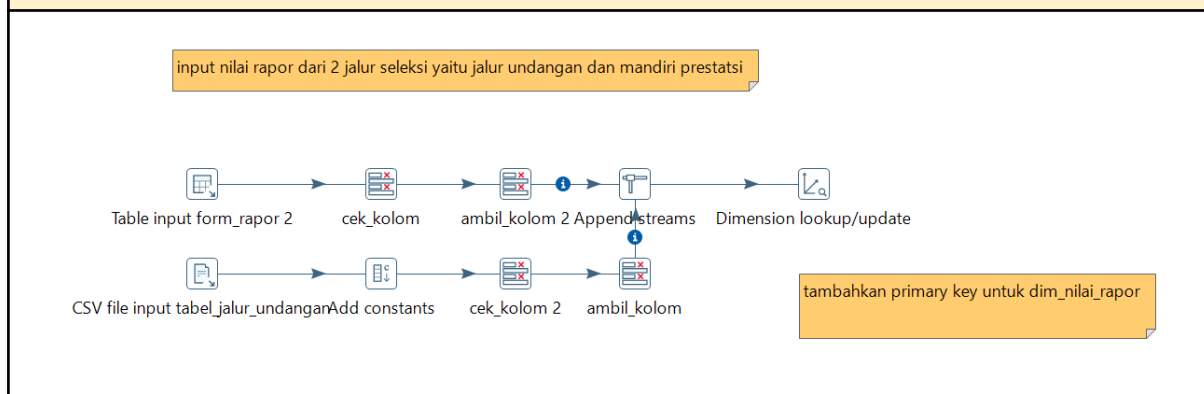 input nilai rapor dari 2 jalur seleksi yaitu jalur undangan dan mandiri prestatsi
Table input form_rapor 2
cek_kolom
ambil_kolom 2
Append streams
Dimension lookup/update
CSV file input tabel_jalur_undangan
Add constants
cek_kolom 2
ambil_kolom
tambahkan primary key untuk dim_nilai_rapor